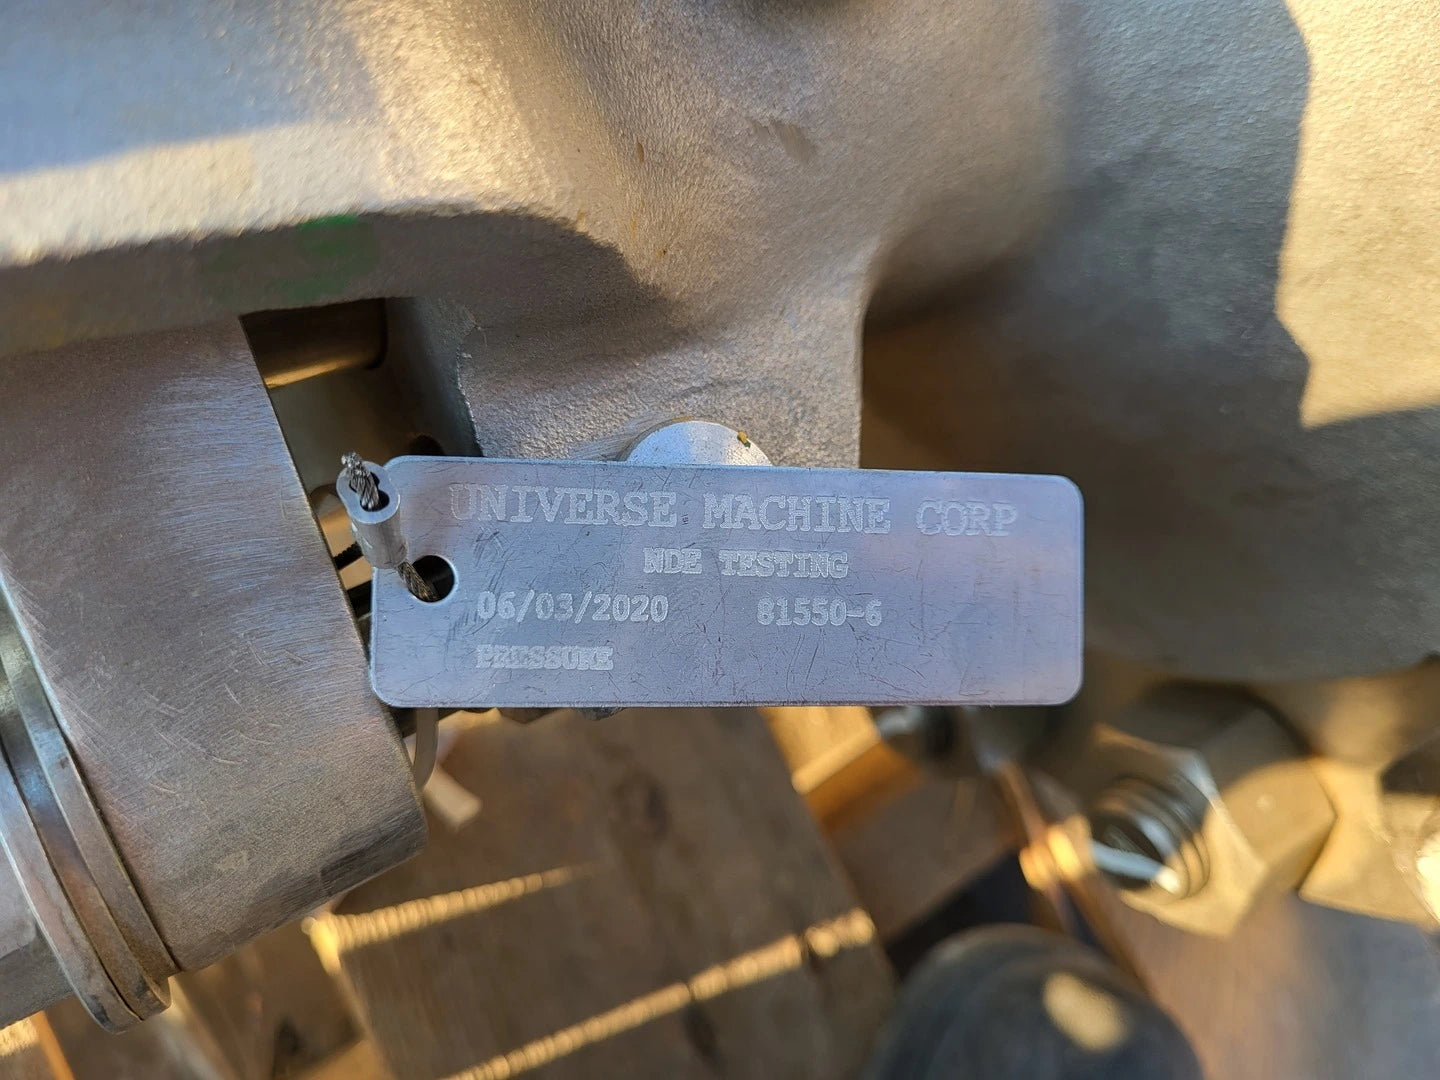 UNIVERSE MACHINE CORP
NDE TESTING
06/03/2020 81550-6
PRESSURE